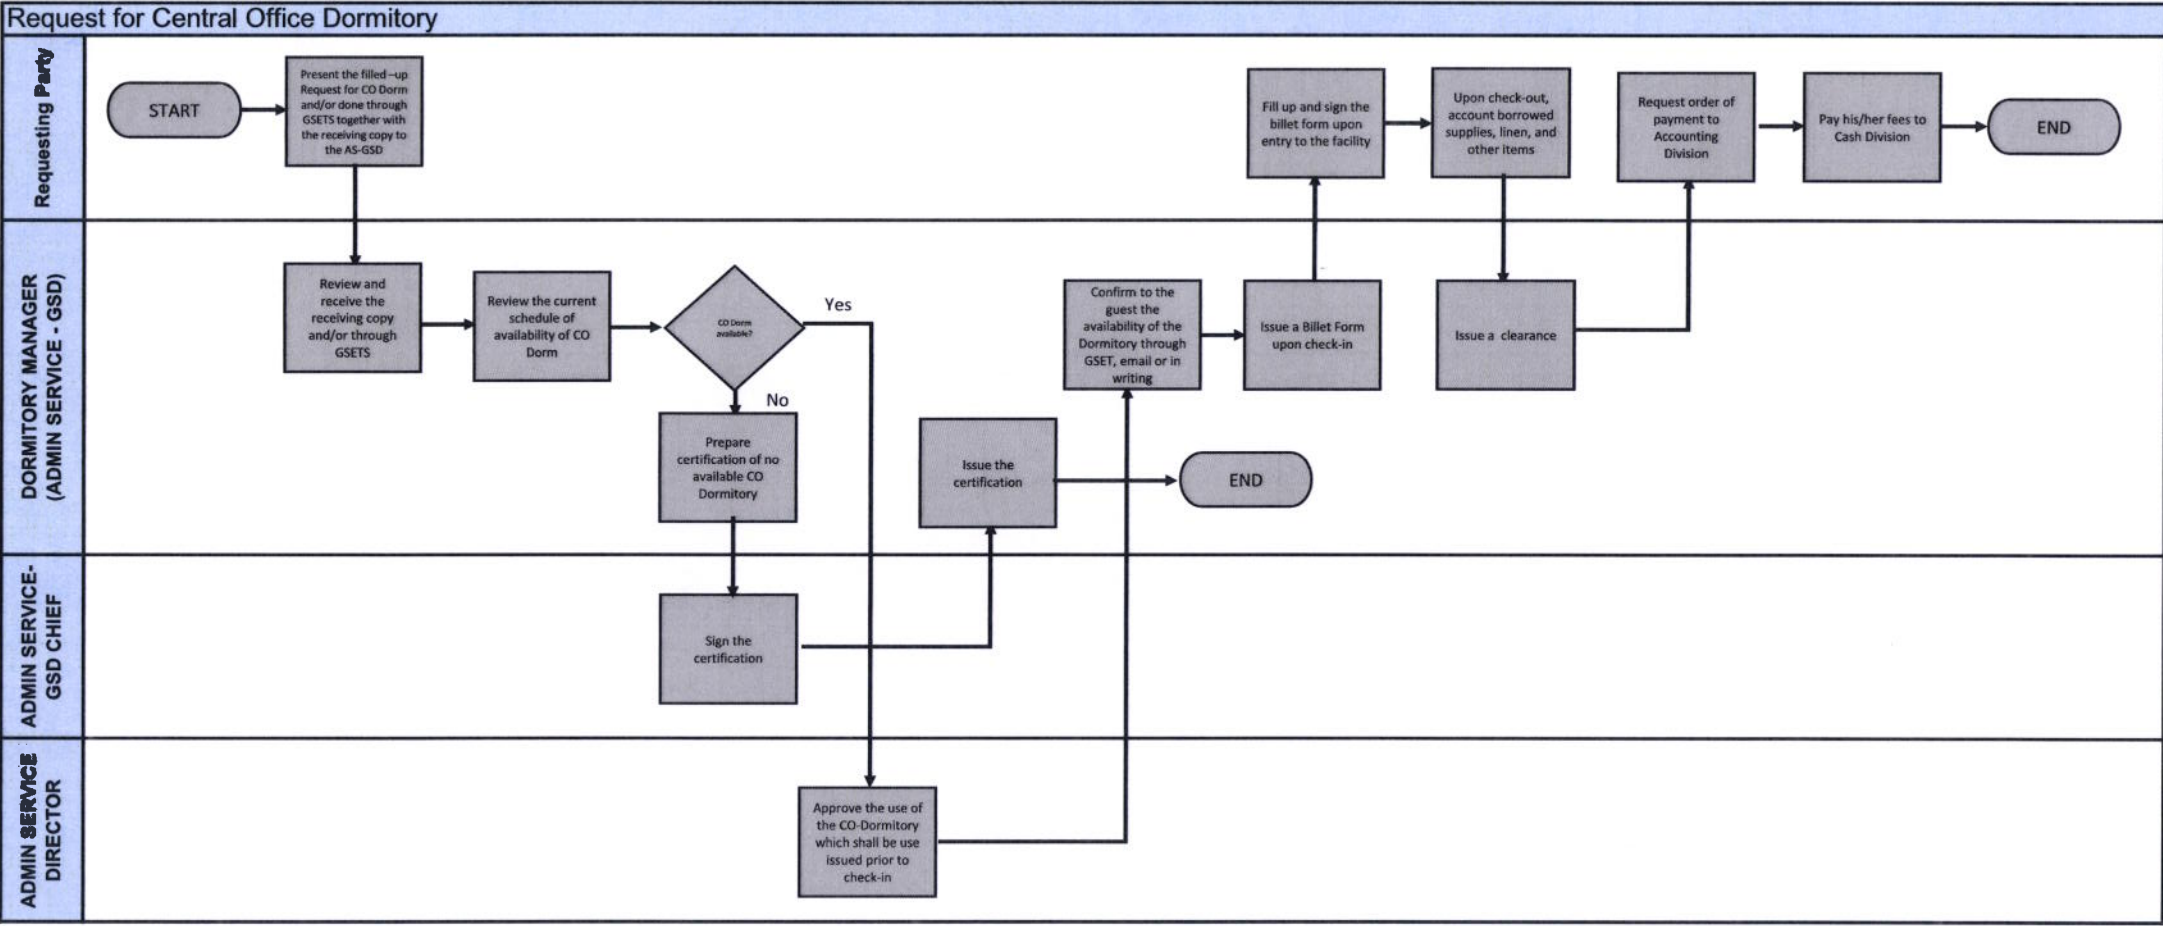 Request for Central Office Dormitory
Requesting Party
START
Present the filled –up
Request for CO Dorm
and/or done through
GSETS together with
the receiving copy to
the AS-GSD
Fill up and sign the
billet form upon
entry to the facility
Upon check-out,
account borrowed
supplies, linen, and
other items
Request order of
payment to
Accounting
Division
Pay his/her fees to
Cash Division
END
DORMITORY MANAGER
(ADMIN SERVICE - GSD)
Review and
receive the
receiving copy
and/or through
GSETS
Review the current
schedule of
availability of CO
Dorm
CO Dorm
available?
Yes
No
Prepare
certification of no
available CO
Dormitory
Issue the
certification
END
Confirm to the
guest the
availability of the
Dormitory through
GSET, email or in
writing
Issue a Billet Form
upon check-in
Issue a clearance
ADMIN SERVICE-
GSD CHIEF
Sign the
certification
ADMIN SERVICE
DIRECTOR
Approve the use of
the CO-Dormitory
which shall be use
issued prior to
check-in